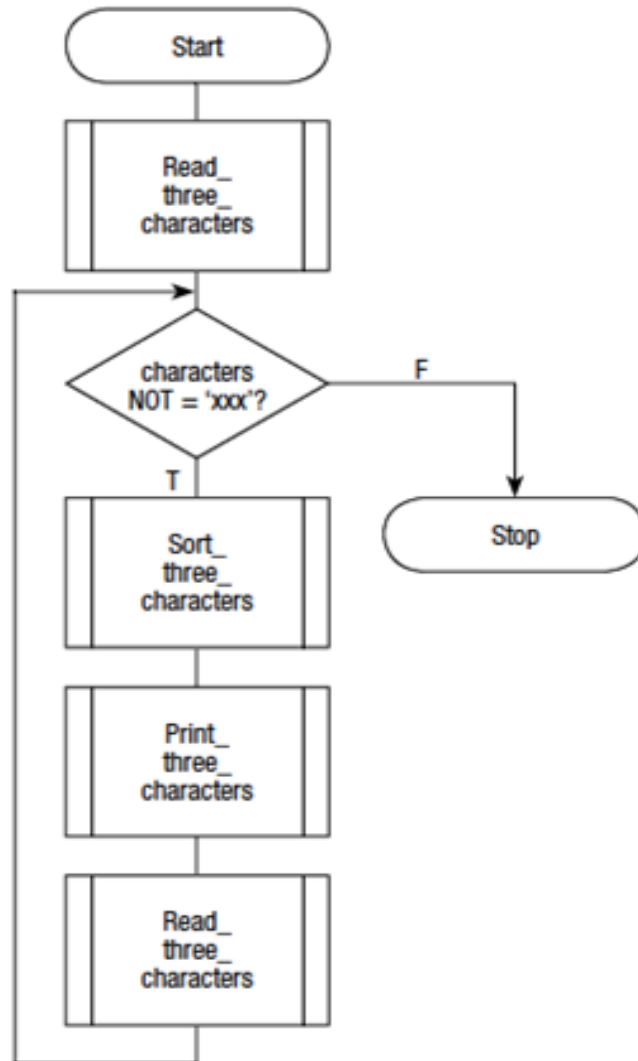 Start
Read_
three_
characters
characters
NOT = ‘xxx’?
F
T
Stop
Sort_
three_
characters
Print_
three_
characters
Read_
three_
characters